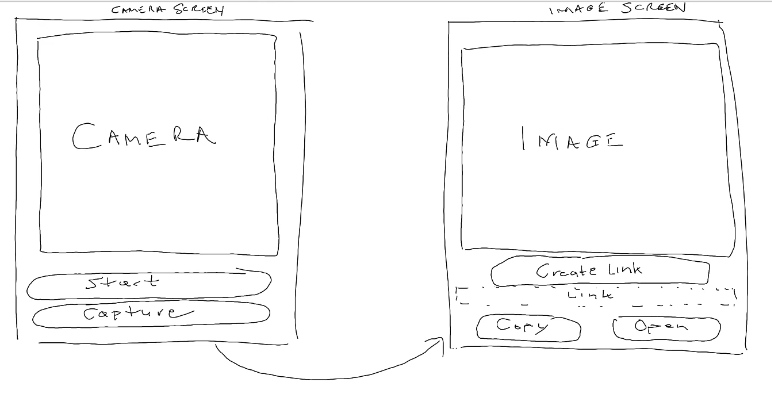 CAMERA SCREEN
CAMERA
Start
Capture
IMAGE SCREEN
IMAGE
Create Link
Link
Copy
Open